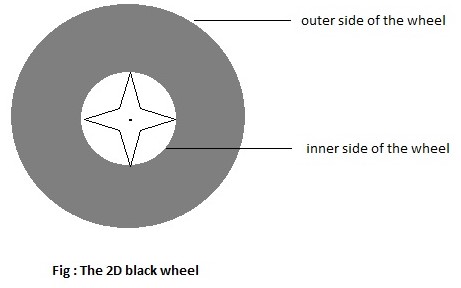 outer side of the wheel
inner side of the wheel
Fig : The 2D black wheel